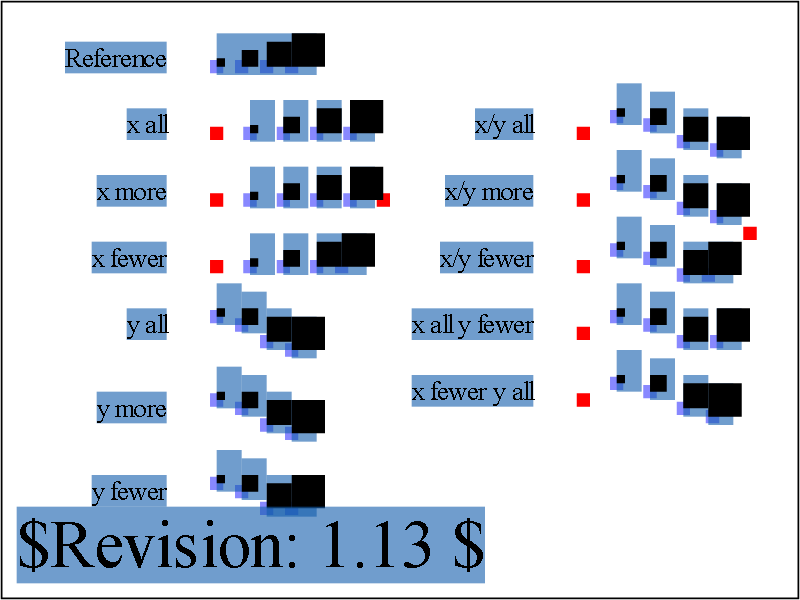 Reference
x all
x more
x fewer
y all
y more
y fewer
x/y all
x/y more
x/y fewer
x all y fewer
x fewer y all
$Revision: 1.13 $